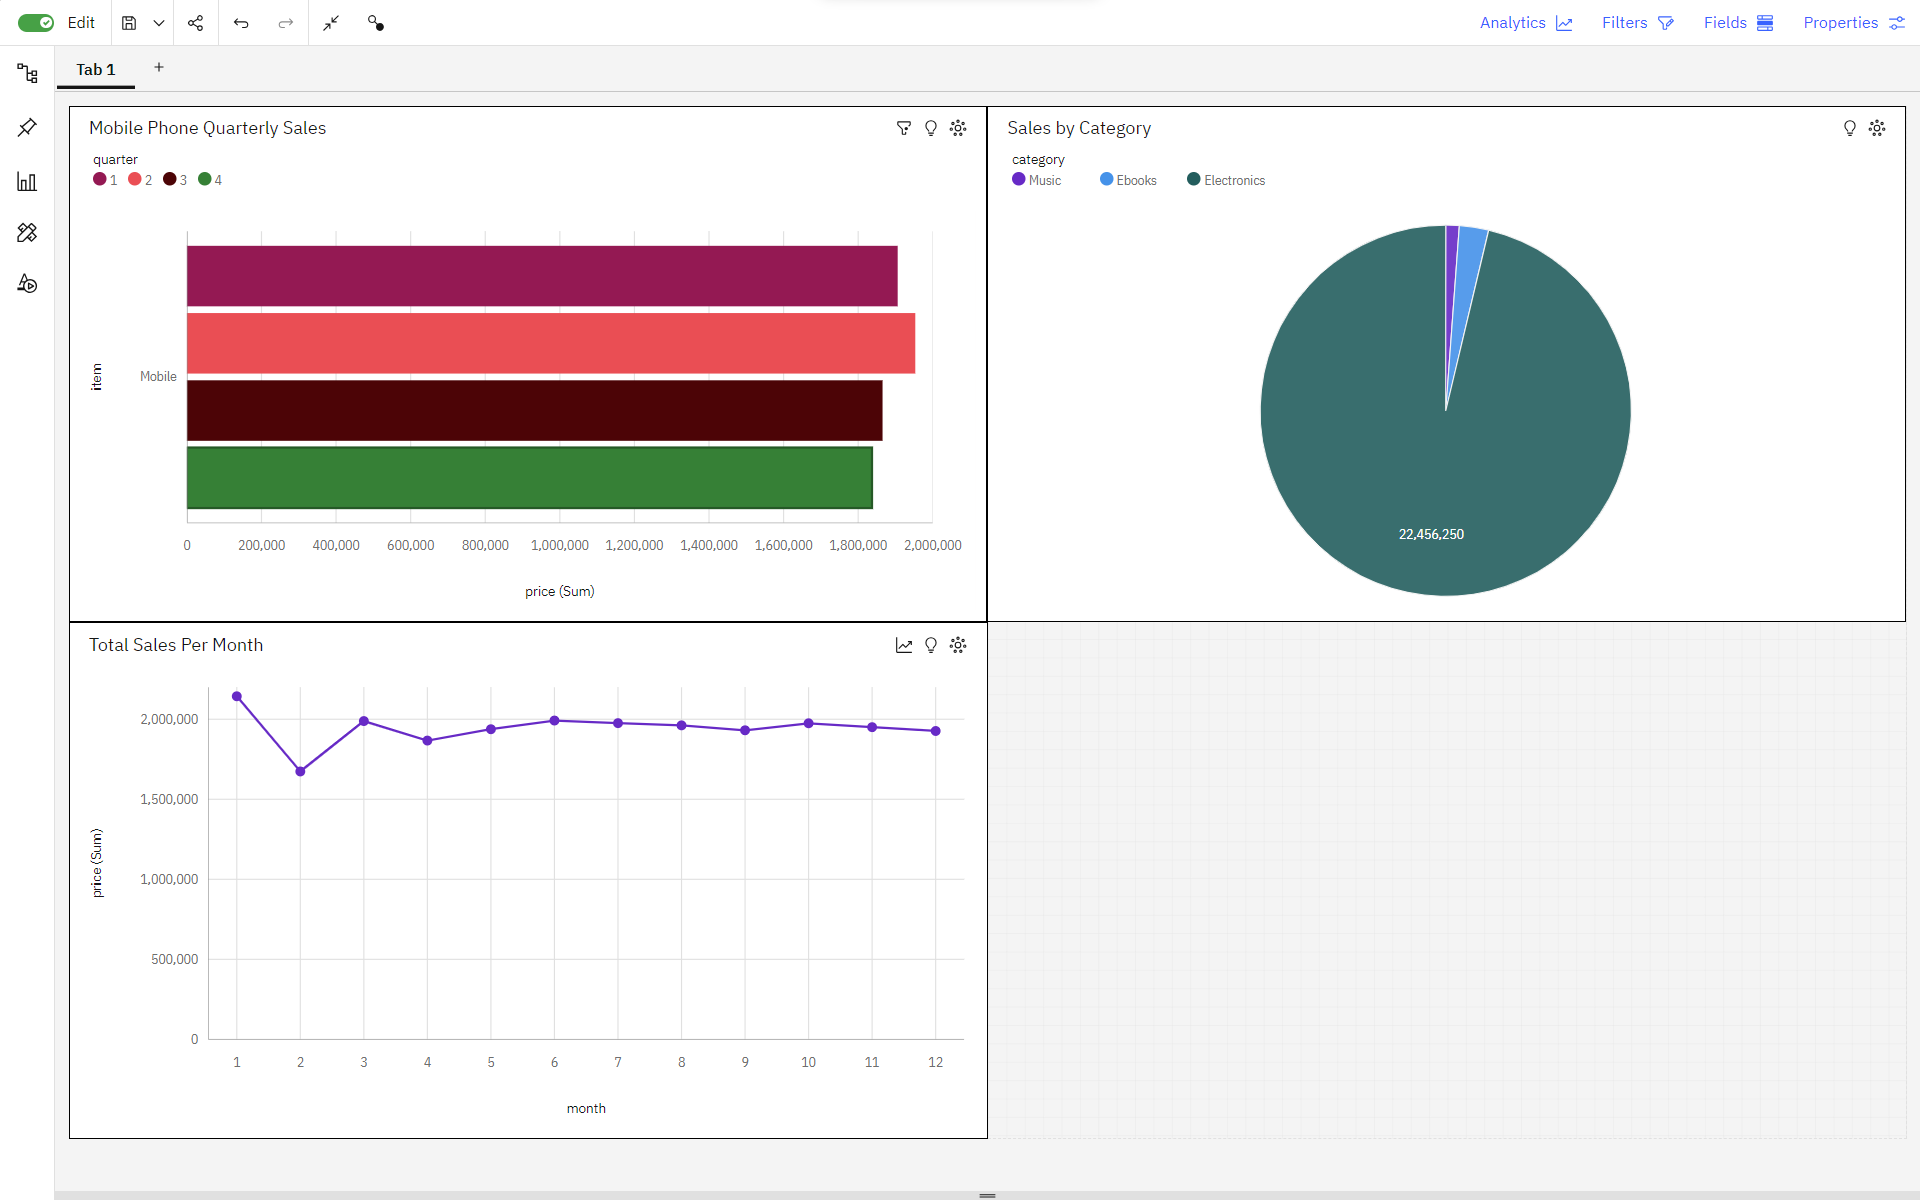 Edit
Analytics
Filters
Fields
Properties
Tab 1
+
Mobile Phone Quarterly Sales
quarter
1 2 3 4
item
Mobile
0 200,000 400,000 600,000 800,000 1,000,000 1,200,000 1,400,000 1,600,000 1,800,000 2,000,000
price (Sum)
Sales by Category
category
Music Ebooks Electronics
22,456,250
Total Sales Per Month
price (Sum)
2,000,000
1,500,000
1,000,000
500,000
0
1 2 3 4 5 6 7 8 9 10 11 12
month